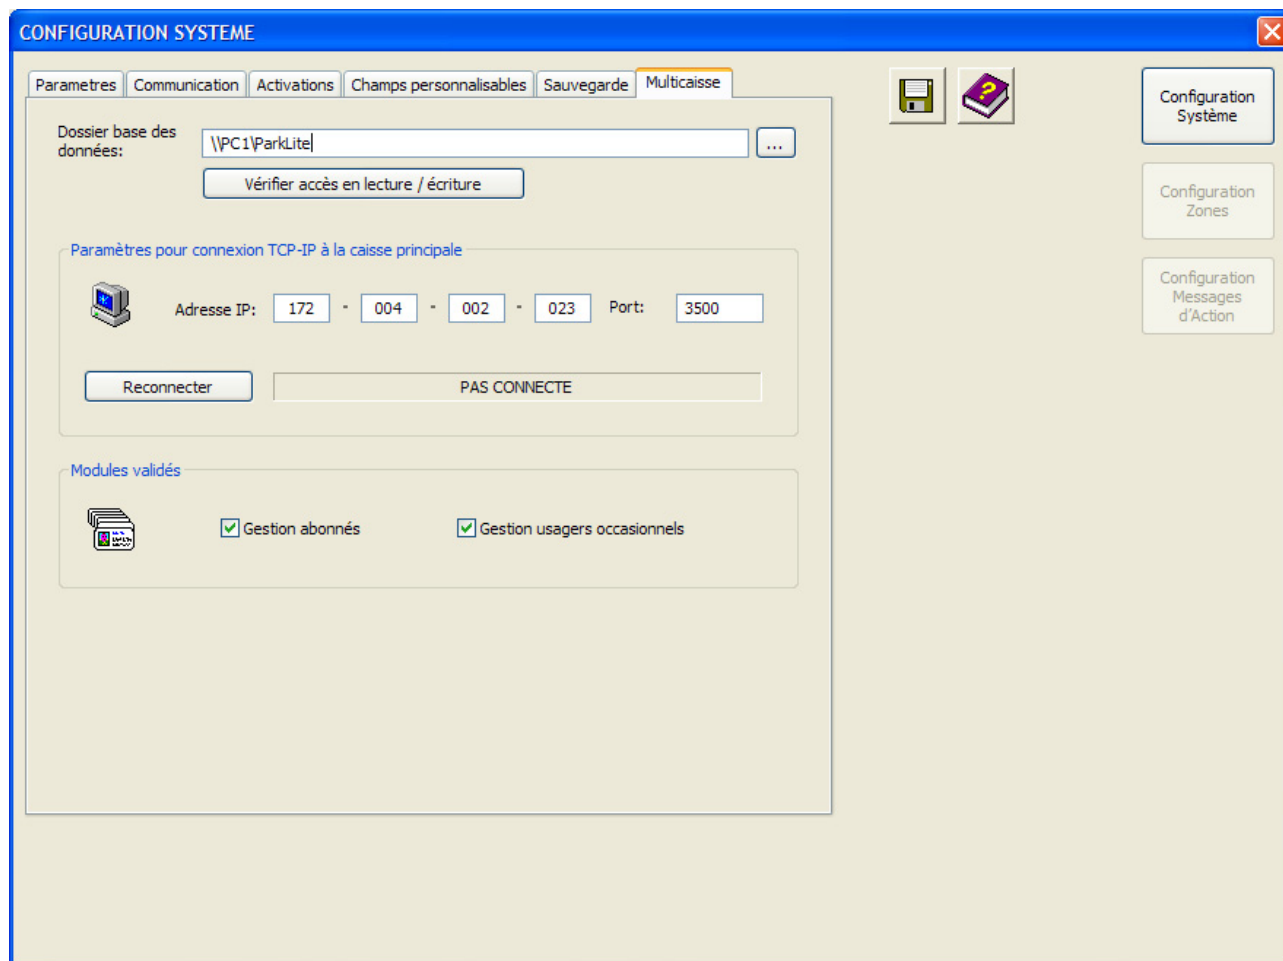 CONFIGURATION SYSTEME
Parametres Communication Activations Champs personnalisables Sauvegarde Multicaisse
Dossier base des
données:
\\PC1\ParkLite
...
Vérifier accès en lecture / écriture
Paramètres pour connexion TCP-IP à la caisse principale
Adresse IP: 172 - 004 - 002 - 023 Port: 3500
Reconnecter PAS CONNECTE
Modules validés
Gestion abonnés Gestion usagers occasionnels
Configuration
Système
Configuration
Zones
Configuration
Messages
d'Action